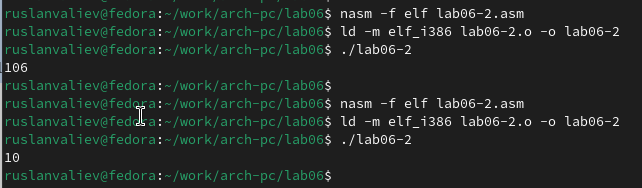 ruslanvaliev@fedora:~/work/arch-pc/lab06$ nasm -f elf lab06-2.asm
ruslanvaliev@fedora:~/work/arch-pc/lab06$ ld -m elf_i386 lab06-2.o -o lab06-2
ruslanvaliev@fedora:~/work/arch-pc/lab06$ ./lab06-2
106
ruslanvaliev@fedora:~/work/arch-pc/lab06$
ruslanvaliev@fedora:~/work/arch-pc/lab06$ nasm -f elf lab06-2.asm
ruslanvaliev@fedora:~/work/arch-pc/lab06$ ld -m elf_i386 lab06-2.o -o lab06-2
ruslanvaliev@fedora:~/work/arch-pc/lab06$ ./lab06-2
10
ruslanvaliev@fedora:~/work/arch-pc/lab06$